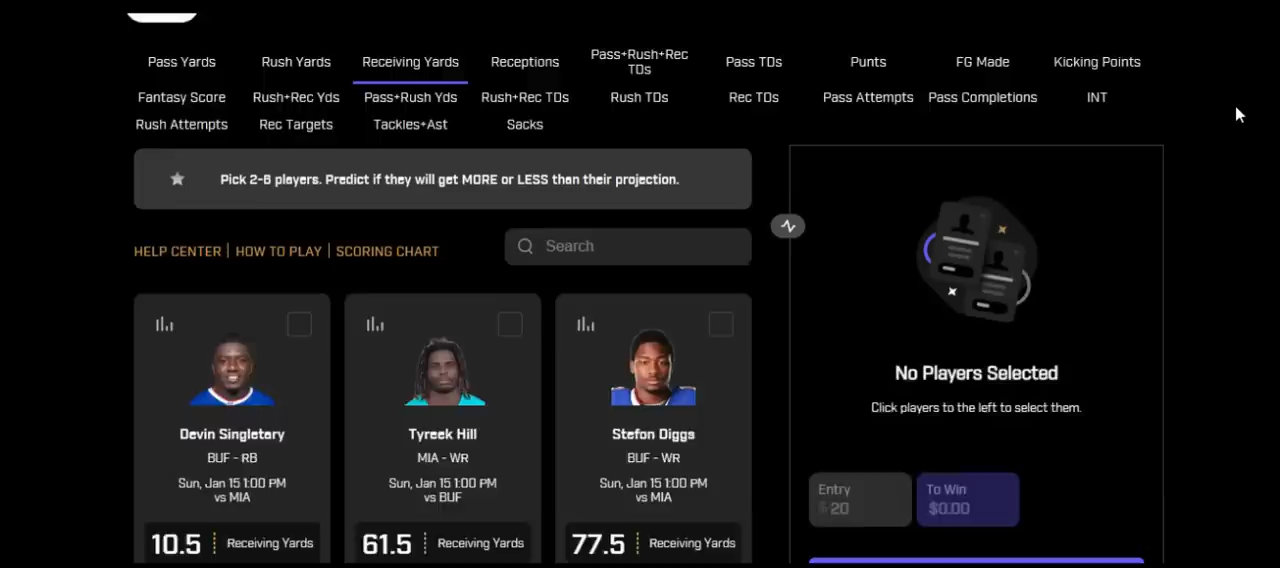 Pass Yards Rush Yards Receiving Yards Receptions Pass+Rush+Rec TDs Pass TDs Punts FG Made Kicking Points
Fantasy Score Rush+Rec Yds Pass+Rush Yds Rush+Rec TDs Rush TDs Rec TDs Pass Attempts Pass Completions INT
Rush Attempts Rec Targets Tackles+Ast Sacks
Pick 2-6 players. Predict if they will get MORE or LESS than their projection.
HELP CENTER | HOW TO PLAY | SCORING CHART
Search
Devin Singletary
BUF - RB
Sun, Jan 15 1:00 PM
vs MIA
10.5 Receiving Yards
Tyreek Hill
MIA - WR
Sun, Jan 15 1:00 PM
vs BUF
61.5 Receiving Yards
Stefon Diggs
BUF - WR
Sun, Jan 15 1:00 PM
vs MIA
77.5 Receiving Yards
No Players Selected
Click players to the left to select them.
Entry
$ 20
To Win
$0.00